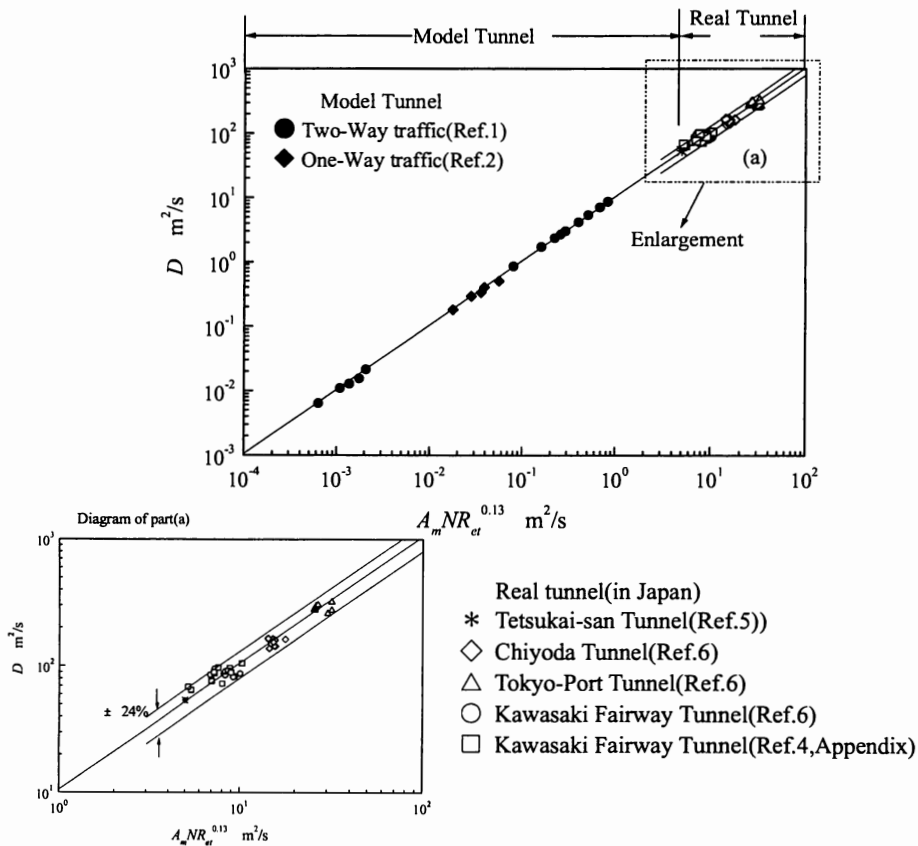 Model Tunnel
Real Tunnel
10^3
10^2
10^1
10^0
10^-1
10^-2
10^-3
D m²/s
Model Tunnel
Two-Way traffic(Ref.1)
One-Way traffic(Ref.2)
(a)
Enlargement
10^-4 10^-3 10^-2 10^-1 10^0 10^1 10^2
A_m NR_et^0.13 m²/s
Diagram of part(a)
10^3
10^2
10^1
D m²/s
± 24%
10^0 10^1 10^2
A_m NR_et^0.13 m²/s
Real tunnel(in Japan)
Tetsukai-san Tunnel(Ref.5))
Chiyoda Tunnel(Ref.6)
Tokyo-Port Tunnel(Ref.6)
Kawasaki Fairway Tunnel(Ref.6)
Kawasaki Fairway Tunnel(Ref.4,Appendix)